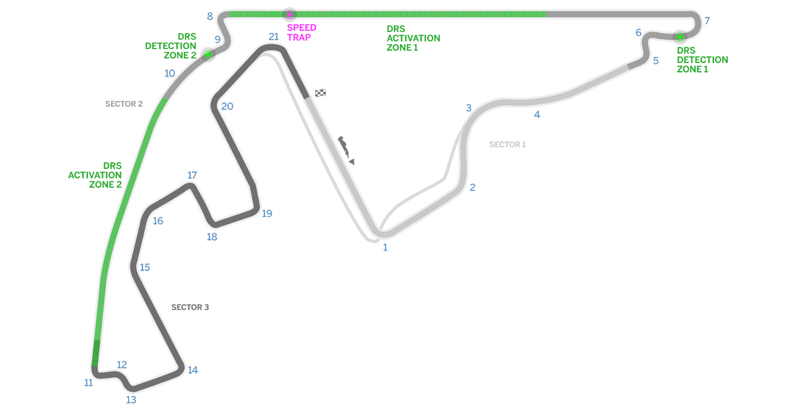 8
7
21
SPEED
TRAP
DRS
ACTIVATION
ZONE 1
DRS
DETECTION
ZONE 2
9
6
DRS
DETECTION
ZONE 1
5
10
SECTOR 2
20
3
4
SECTOR 1
DRS
ACTIVATION
ZONE 2
17
2
16
19
18
1
15
SECTOR 3
12
14
11
13